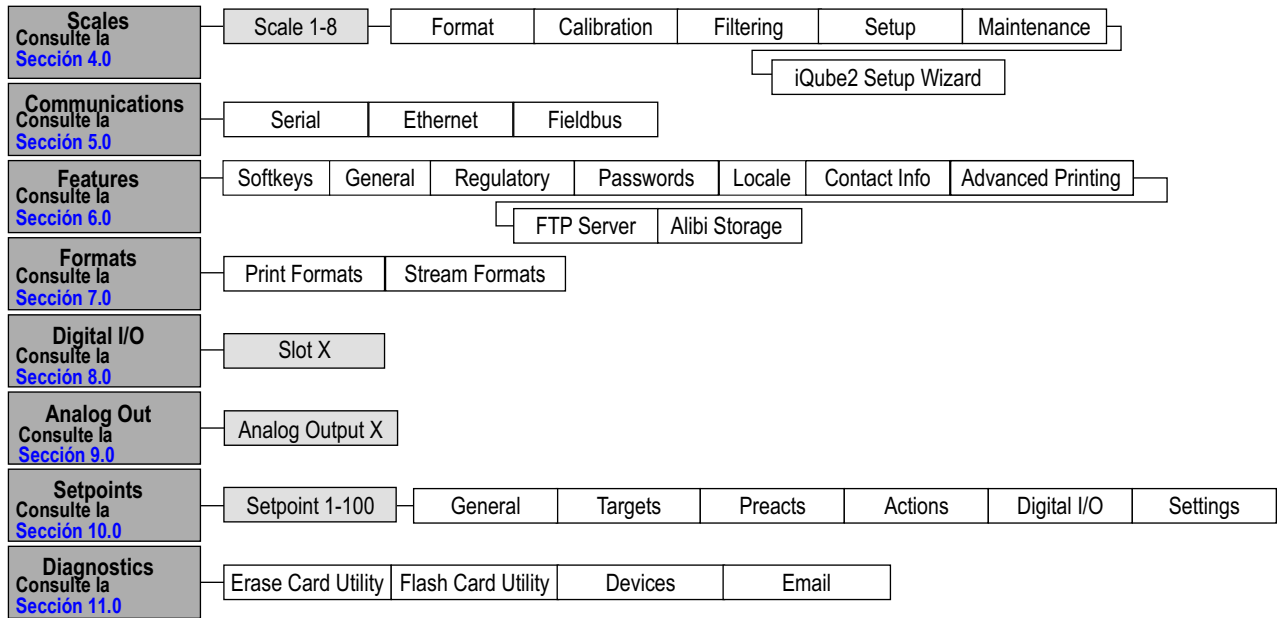 Scales
Consulte la
Sección 4.0
Scale 1-8
Format
Calibration
Filtering
Setup
Maintenance
iQube2 Setup Wizard
Communications
Consulte la
Sección 5.0
Serial
Ethernet
Fieldbus
Features
Consulte la
Sección 6.0
Softkeys
General
Regulatory
Passwords
Locale
Contact Info
Advanced Printing
FTP Server
Alibi Storage
Formats
Consulte la
Sección 7.0
Print Formats
Stream Formats
Digital I/O
Consulte la
Sección 8.0
Slot X
Analog Out
Consulte la
Sección 9.0
Analog Output X
Setpoints
Consulte la
Sección 10.0
Setpoint 1-100
General
Targets
Preacts
Actions
Digital I/O
Settings
Diagnostics
Consulte la
Sección 11.0
Erase Card Utility
Flash Card Utility
Devices
Email